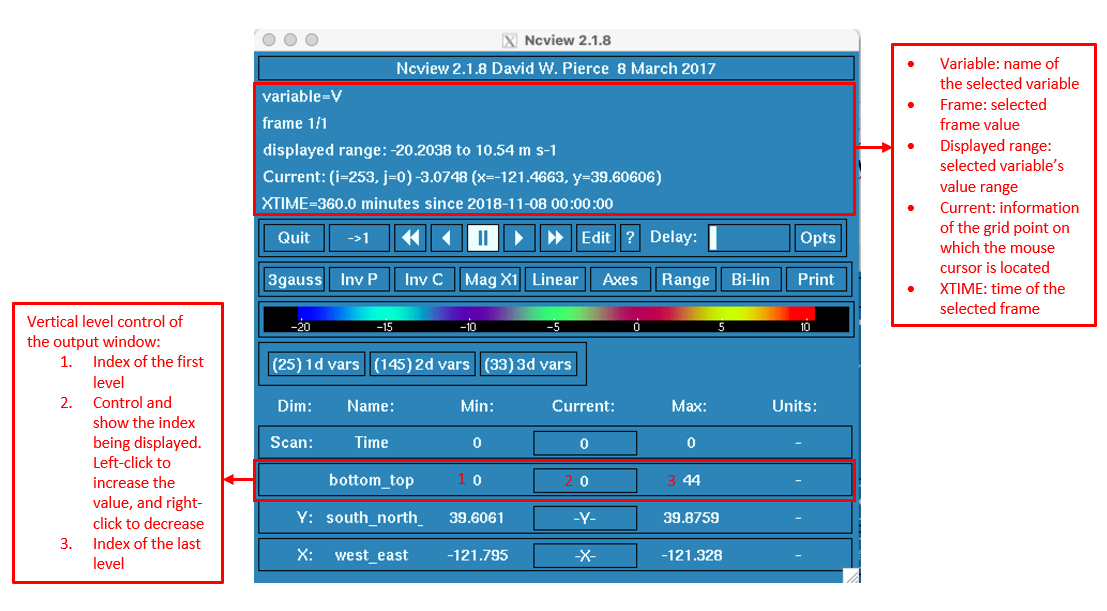 Ncview 2.1.8
Ncview 2.1.8 David W. Pierce  8 March 2017
variable=V
frame 1/1
displayed range: -20.2038 to 10.54 m s-1
Current: (i=253, j=0) -3.0748 (x=-121.4663, y=39.60606)
XTIME=360.0 minutes since 2018-11-08 00:00:00
Quit ->1 Edit ? Delay: Opts
3gauss Inv P Inv C Mag X1 Linear Axes Range Bi-lin Print
-20 -15 -10 -5 0 5 10
(25) 1d vars (145) 2d vars (33) 3d vars
Dim: Name: Min: Current: Max: Units:
Scan: Time 0 0 0 -
bottom_top 1 0 2 0 3 44 -
Y: south_north_ 39.6061 -Y- 39.8759 -
X: west_east -121.795 -X- -121.328 -
• Variable: name of
the selected variable
• Frame: selected
frame value
• Displayed range:
selected variable’s
value range
• Current: information
of the grid point on
which the mouse
cursor is located
• XTIME: time of the
selected frame
Vertical level control of
the output window:
1. Index of the first
level
2. Control and
show the index
being displayed.
Left-click to
increase the
value, and right-
click to decrease
3. Index of the last
level